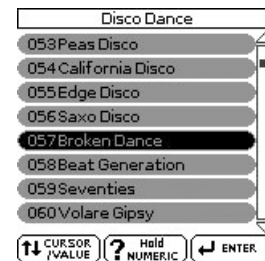 Disco Dance
053Peas Disco
054California Disco
055Edge Disco
056Saxo Disco
057Broken Dance
058Beat Generation
059Seventies
060Volare Gipsy
CURSOR /VALUE
? Hold NUMERIC
ENTER